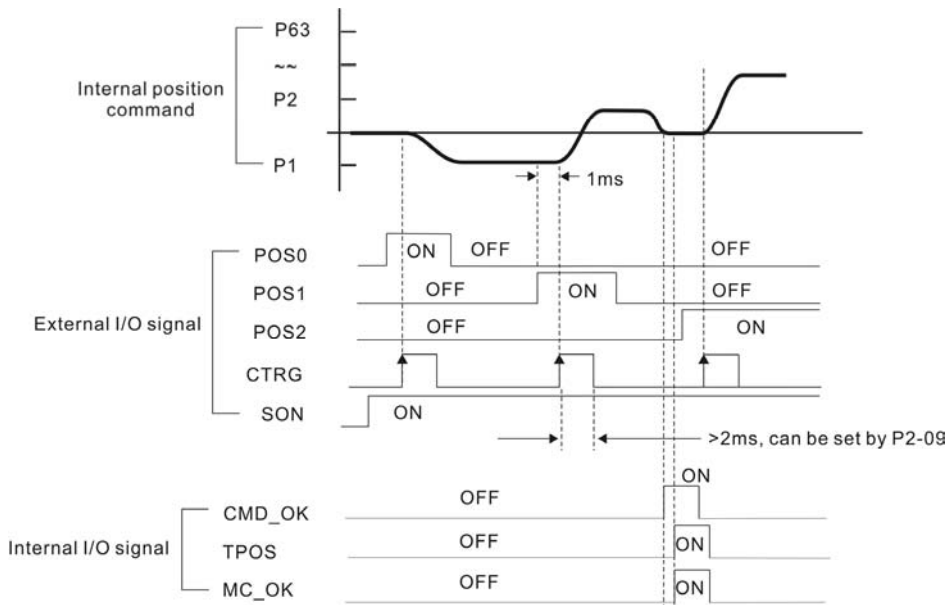 P63
~~
Internal position
command
P2
P1
1ms
POS0
ON
OFF
OFF
POS1
OFF
ON
OFF
External I/O signal
POS2
OFF
ON
CTRG
SON
ON
>2ms, can be set by P2-09
ON
CMD_OK
OFF
Internal I/O signal
TPOS
OFF
ON
MC_OK
OFF
ON